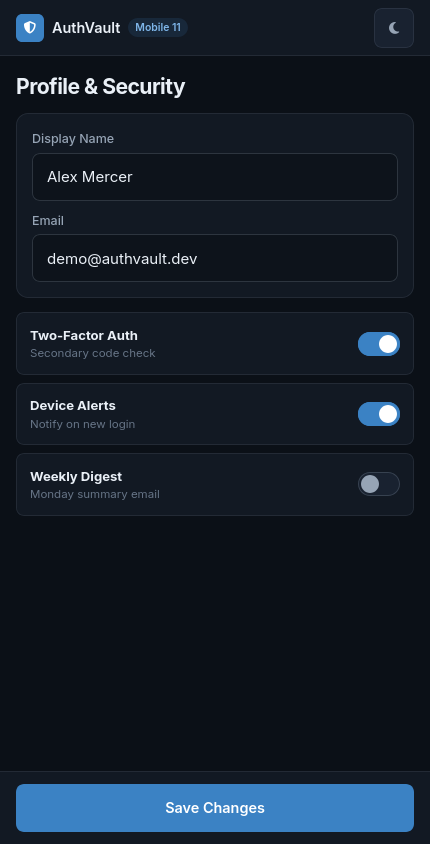 AuthVault
Mobile 11
Profile & Security
Display Name
Alex Mercer
Email
demo@authvault.dev
Two-Factor Auth
Secondary code check
Device Alerts
Notify on new login
Weekly Digest
Monday summary email
Save Changes